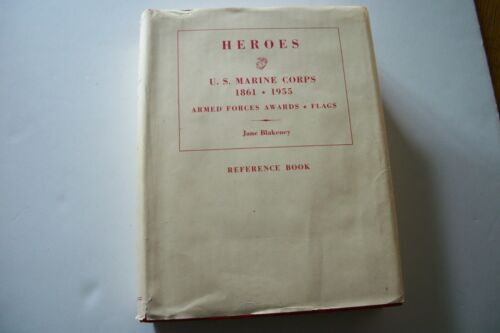 HEROES
U. S. MARINE CORPS
1861 • 1955
ARMED FORCES AWARDS • FLAGS
Jane Blakeney
REFERENCE BOOK